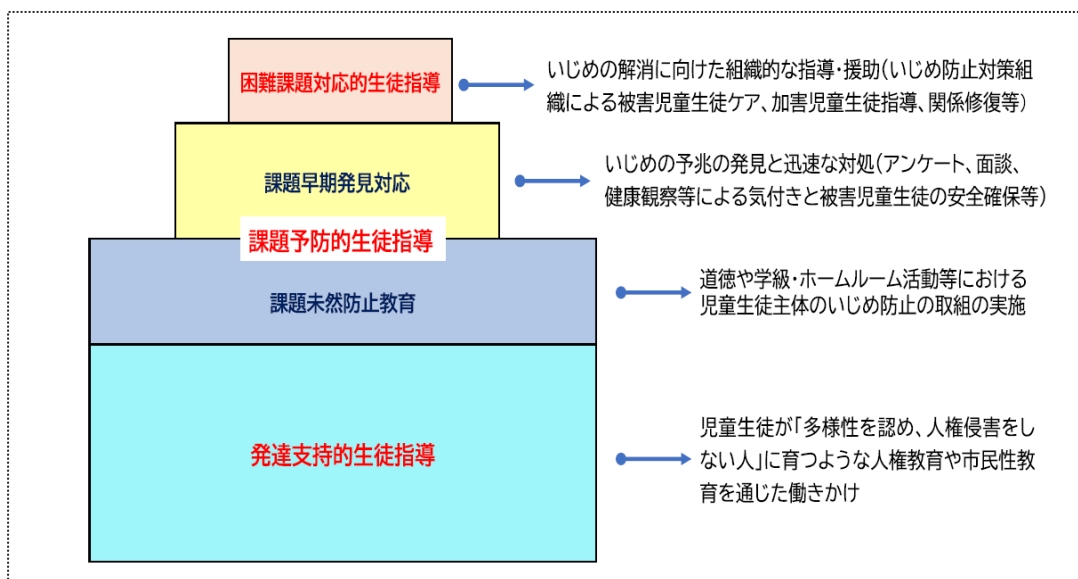 困難課題対応的生徒指導
いじめの解消に向けた組織的な指導・援助(いじめ防止対策組
織による被害児童生徒ケア、加害児童生徒指導、関係修復等)
課題早期発見対応
いじめの予兆の発見と迅速な対処(アンケート、面談、
健康観察等による気付きと被害児童生徒の安全確保等)
課題予防的生徒指導
課題未然防止教育
道徳や学級・ホームルーム活動等における
児童生徒主体のいじめ防止の取組の実施
発達支持的生徒指導
児童生徒が「多様性を認め、人権侵害をし
ない人」に育つような人権教育や市民性教
育を通じた働きかけ